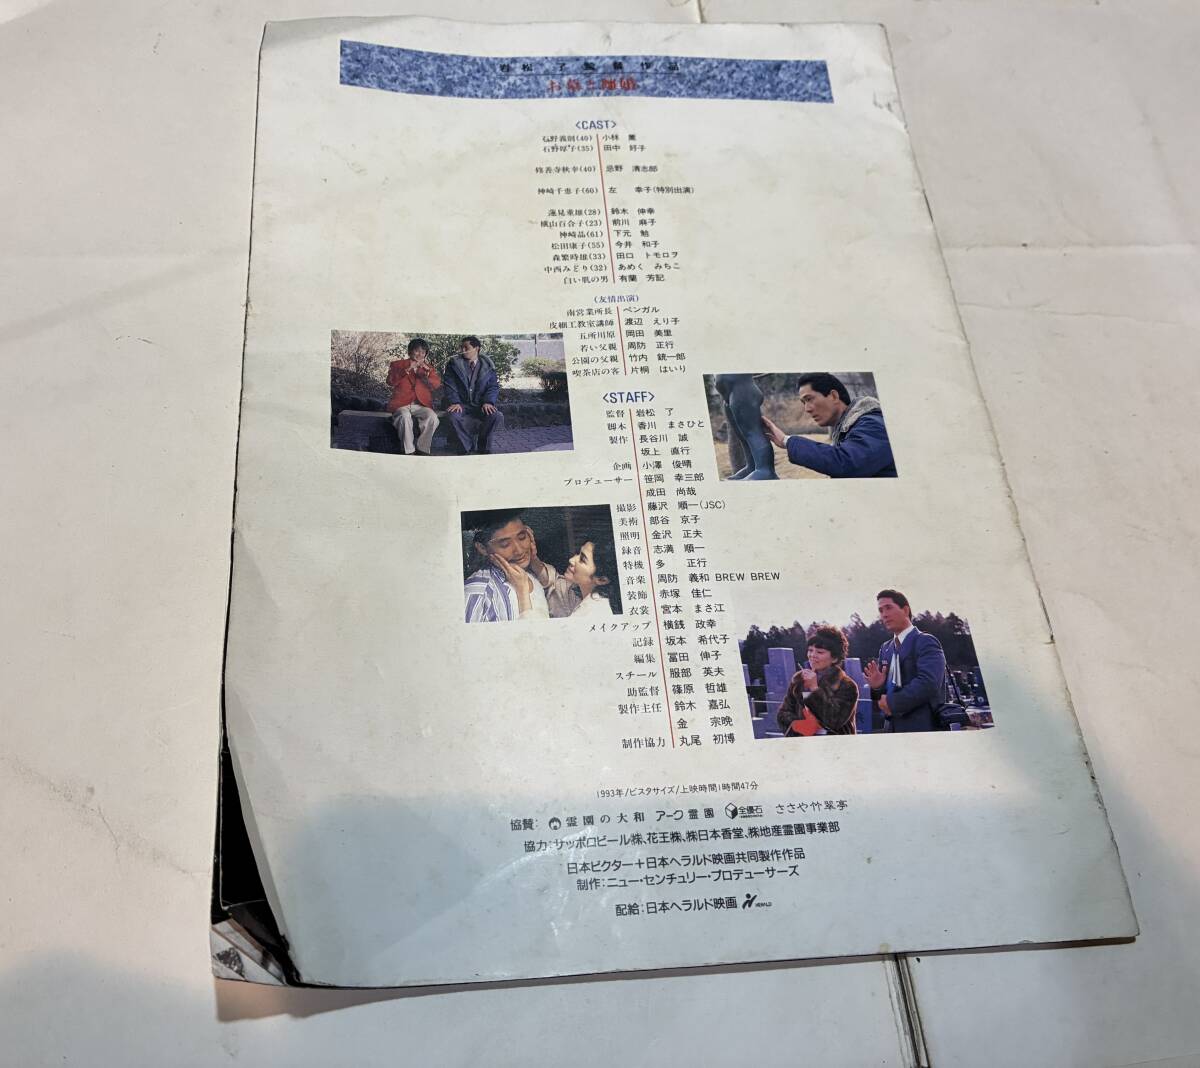 岩松 了監督作品
お墓と離婚
〈CAST〉
石野義則(40) 小林 薫
石野厚子(35) 田中 好子
修善寺秋幸(40) 忌野 清志郎
神崎千恵子(60) 左 幸子(特別出演)
蓮見重雄(28) 鈴木 伸幸
横山百合子(23) 前川 麻子
神崎晶(61) 下元 勉
松田康子(55) 今井 和子
森繁時雄(33) 田口 トモロヲ
中西みどり(32) あめく みちこ
白い肌の男 有薗 芳記
(友情出演)
南営業所長 ベンガル
皮細工教室講師 渡辺 えり子
五所川原 岡田 美里
若い父親 周防 正行
公園の父親 竹内 銃一郎
喫茶店の客 片桐 はいり
〈STAFF〉
監督 岩松 了
脚本 香川 まさひと
製作 長谷川 誠
坂上 直行
企画 小澤 俊晴
プロデューサー 笹岡 幸三郎
成田 尚哉
撮影 藤沢 順一(JSC)
美術 部谷 京子
照明 金沢 正夫
録音 志満 順一
特機 多 正行
音楽 周防 義和 BREW BREW
装飾 赤塚 佳仁
衣裳 宮本 まさ江
メイクアップ 横銭 政幸
記録 坂本 希代子
編集 冨田 伸子
スチール 服部 英夫
助監督 篠原 哲雄
製作主任 鈴木 嘉弘
金 宗晩
制作協力 丸尾 初博
1993年/ビスタサイズ/上映時間1時間47分
協賛: 霊園の大和 アーク霊園 全優石 ささや竹翠亭
協力:サッポロビール㈱、花王㈱、㈱日本香堂、㈱地産霊園事業部
日本ビクター+日本ヘラルド映画共同製作作品
制作:ニュー・センチュリー・プロデューサーズ
配給:日本ヘラルド映画 HERALD